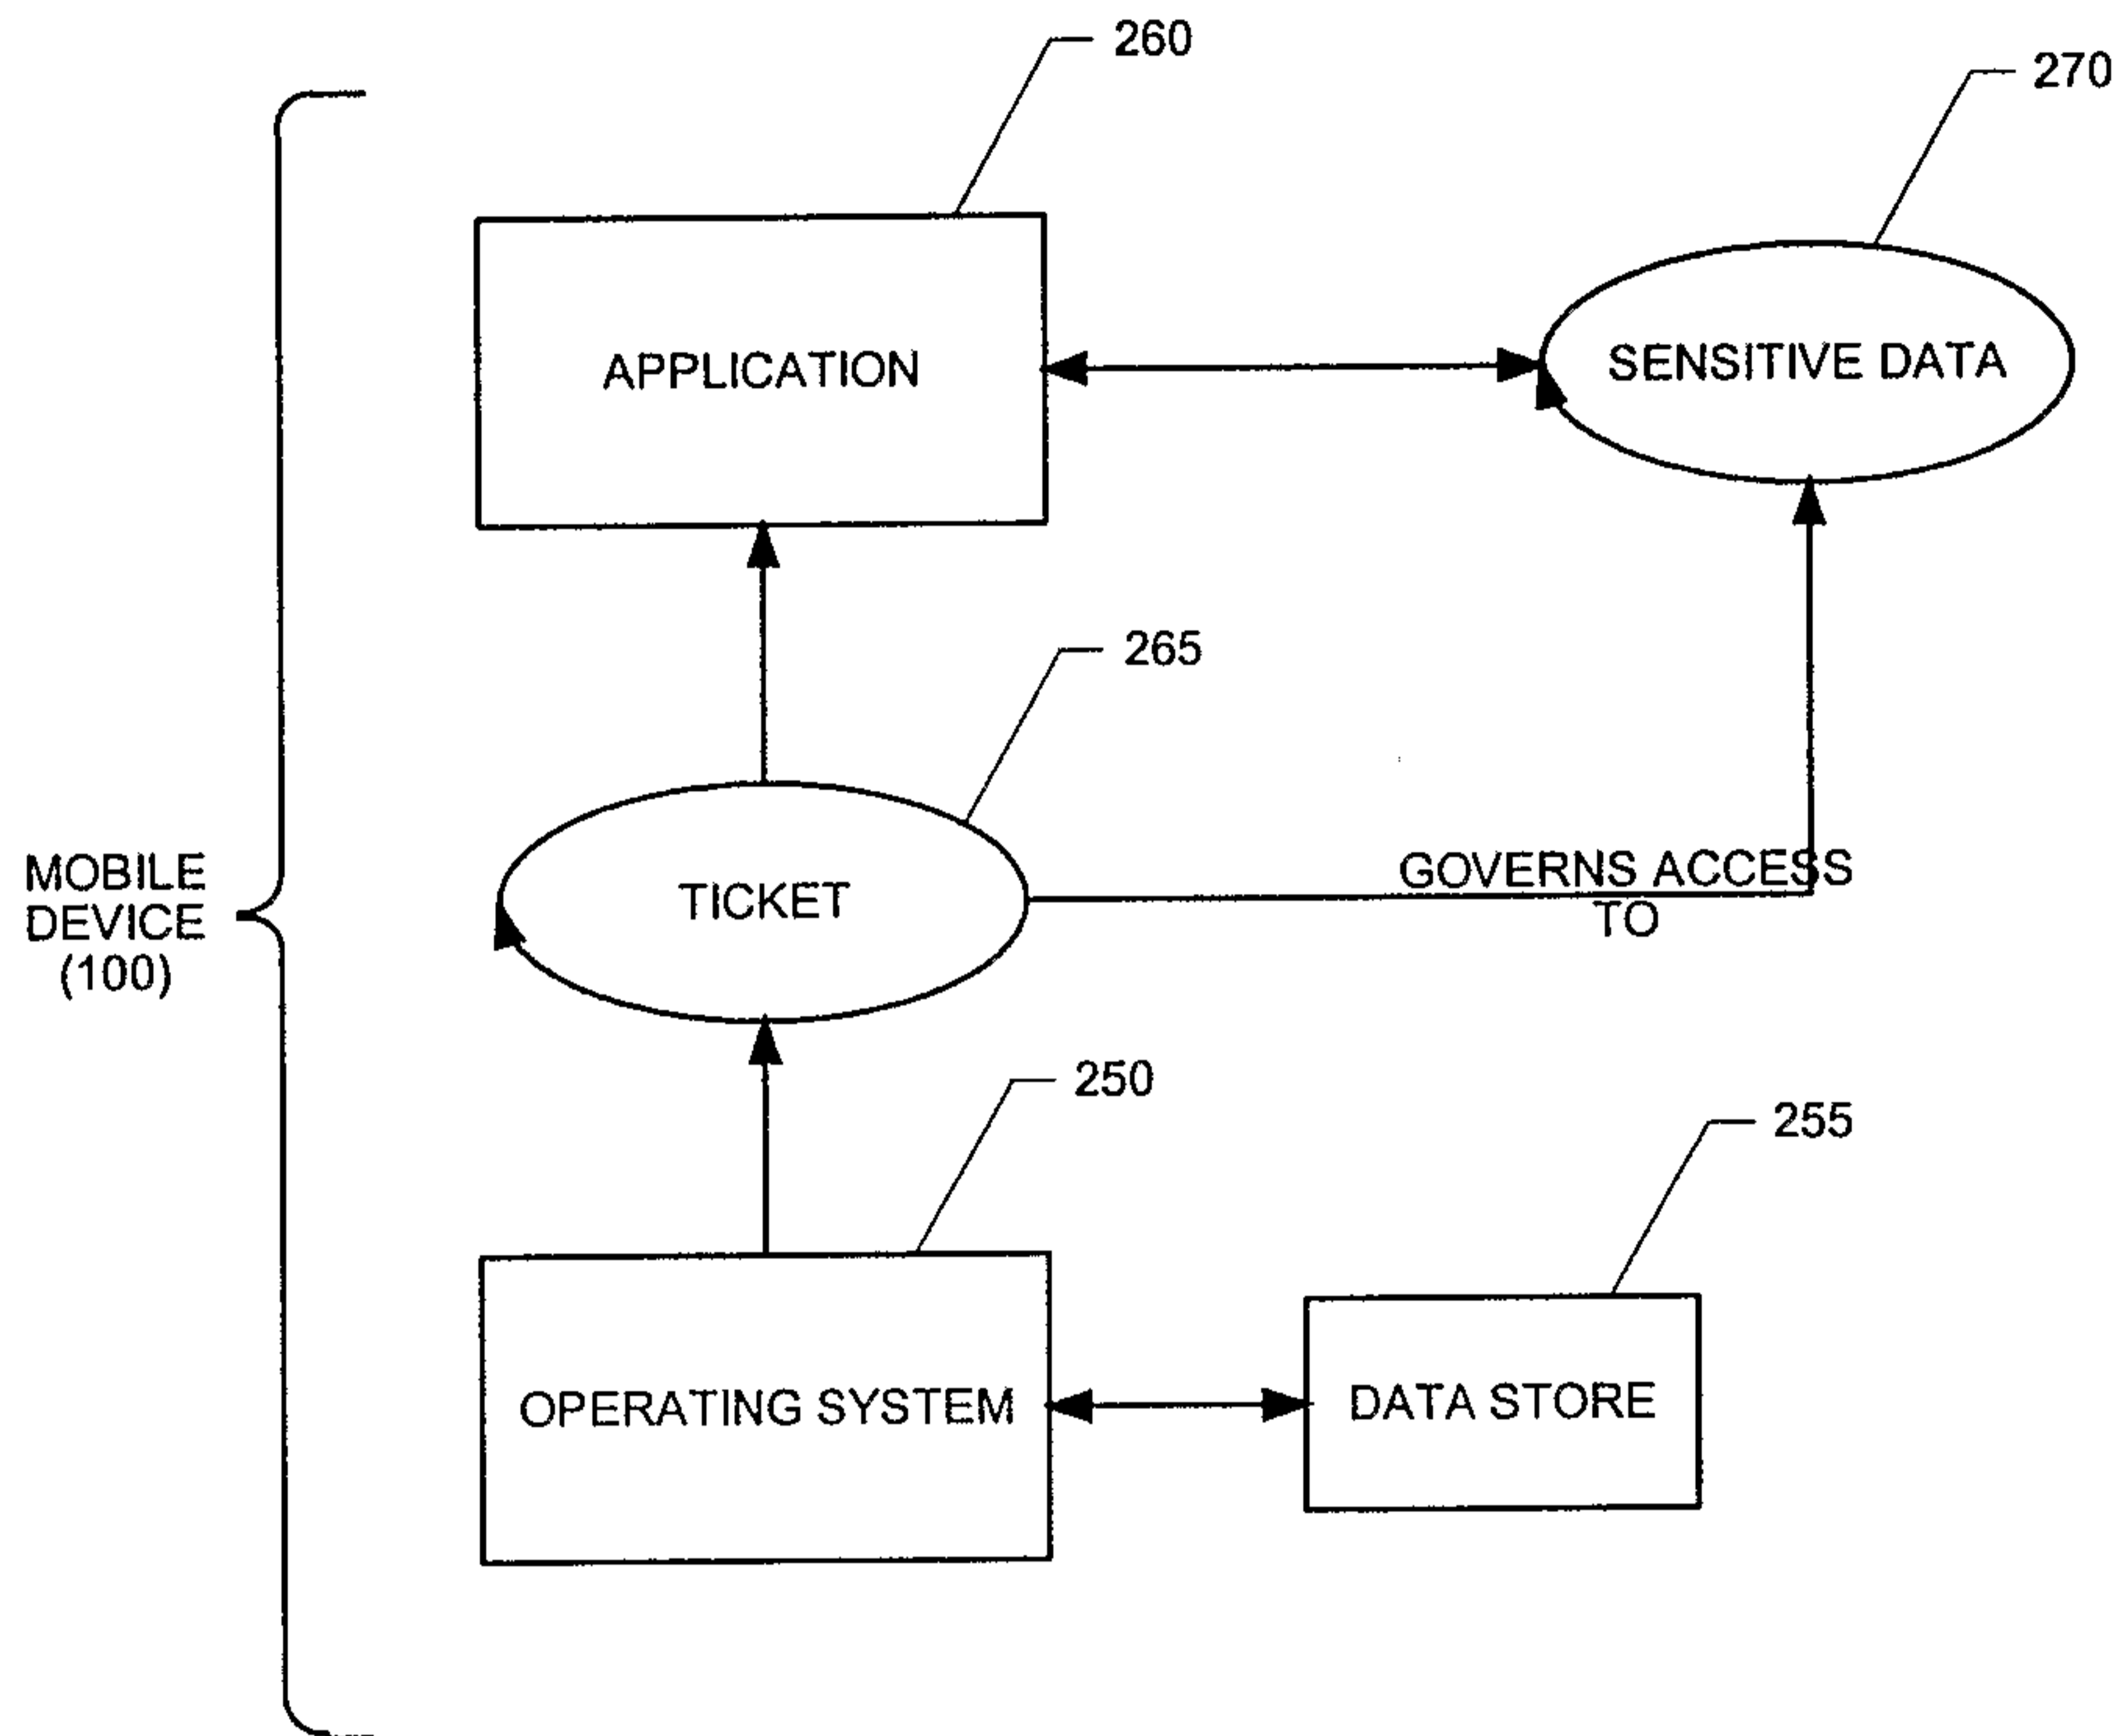 260
270
APPLICATION
SENSITIVE DATA
265
MOBILE
DEVICE
(100)
TICKET
GOVERNS ACCESS
TO
250
255
OPERATING SYSTEM
DATA STORE